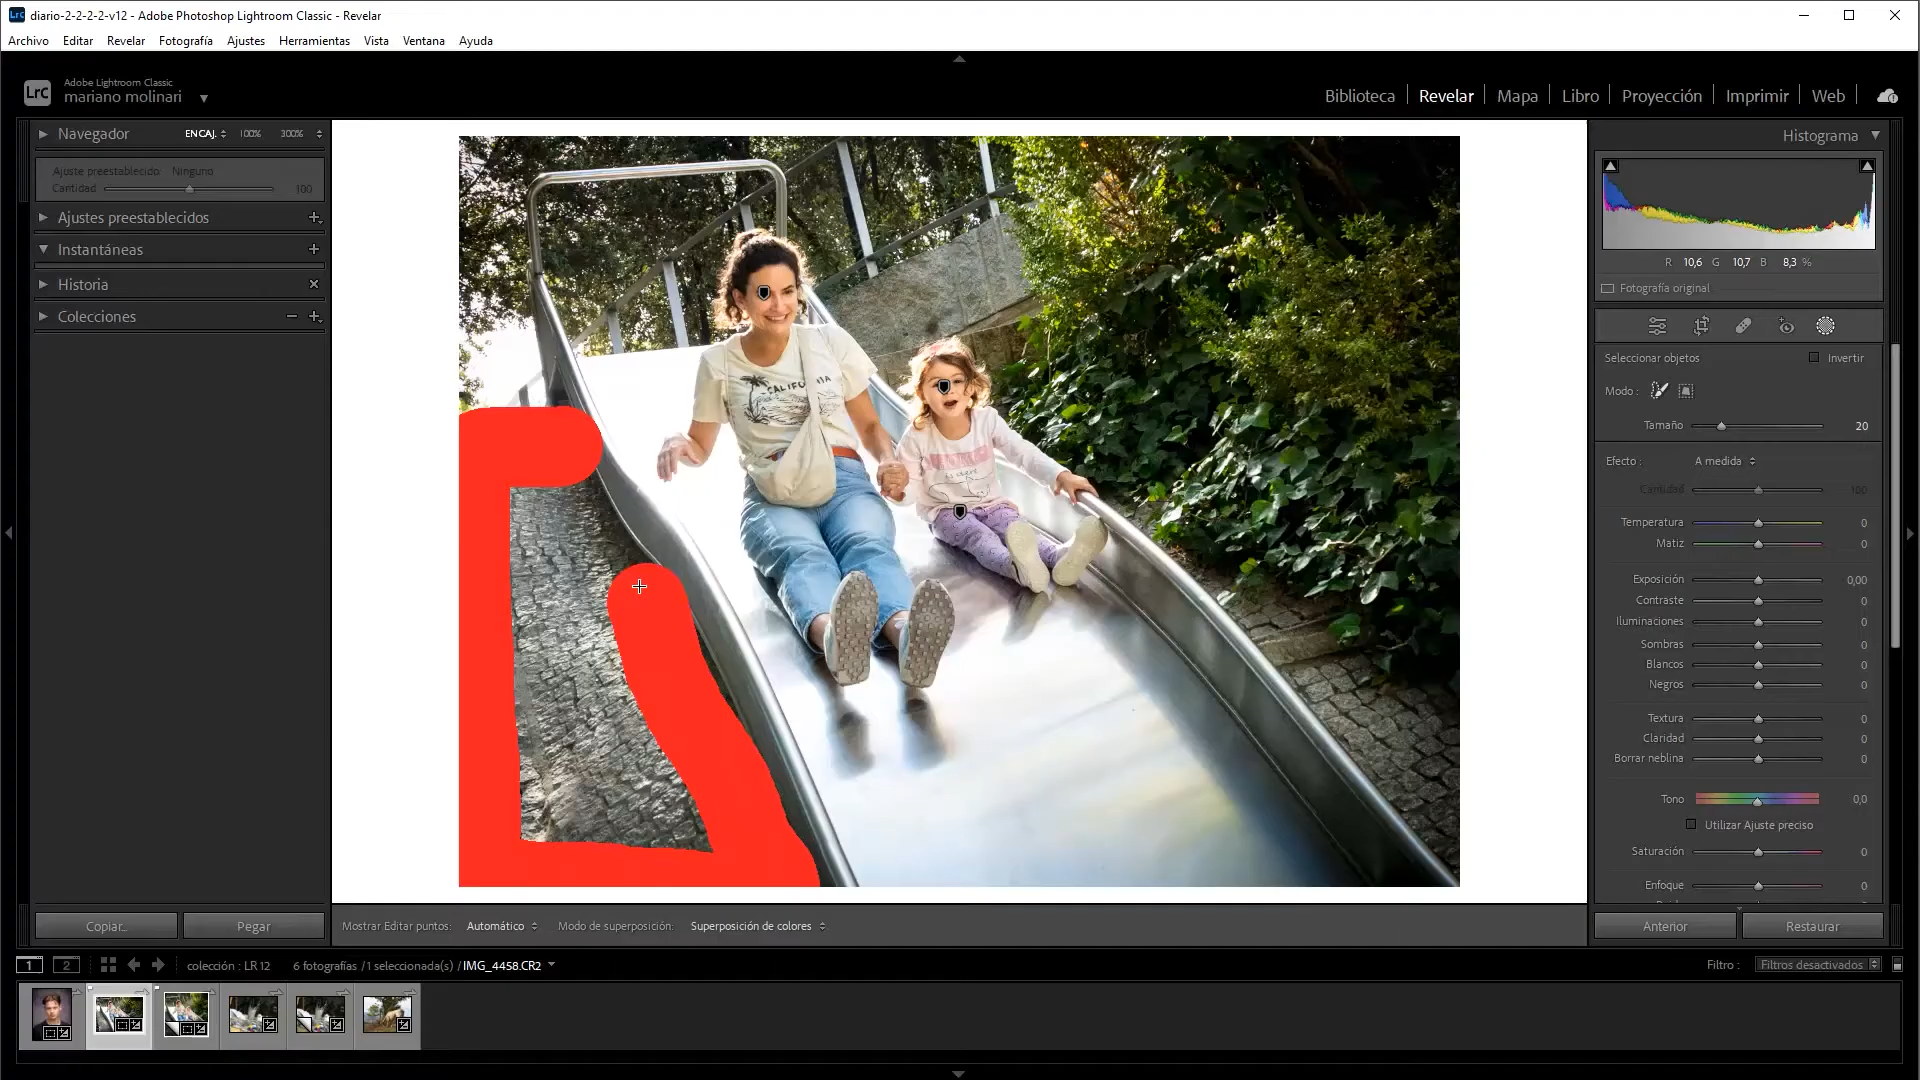 diario-2-2-2-2-v12 - Adobe Photoshop Lightroom Classic - Revelar
Archivo Editar Revelar Fotografía Ajustes Herramientas Vista Ventana Ayuda
LrC
Adobe Lightroom Classic
mariano molinari
Biblioteca Revelar Mapa Libro Proyección Imprimir Web
Navegador ENCAJ. 100% 300%
Ajuste preestablecido: Ninguno
Cantidad 100
Ajustes preestablecidos
Instantáneas
Historia
Colecciones
Copiar... Pegar
CALIFORNIA
Mostrar Editar puntos: Automático Modo de superposición: Superposición de colores
Histograma
R 10,6 G 10,7 B 8,3 %
Fotografía original
Seleccionar objetos Invertir
Modo :
Tamaño 20
Efecto : A medida
Cantidad 100
Temperatura 0
Matiz 0
Exposición 0,00
Contraste 0
Iluminaciones 0
Sombras 0
Blancos 0
Negros 0
Textura 0
Claridad 0
Borrar neblina 0
Tono 0,0
Utilizar Ajuste preciso
Saturación 0
Enfoque 0
Anterior Restaurar
1 2 colección : LR 12 6 fotografías /1 seleccionada(s) /IMG_4458.CR2
Filtro : Filtros desactivados